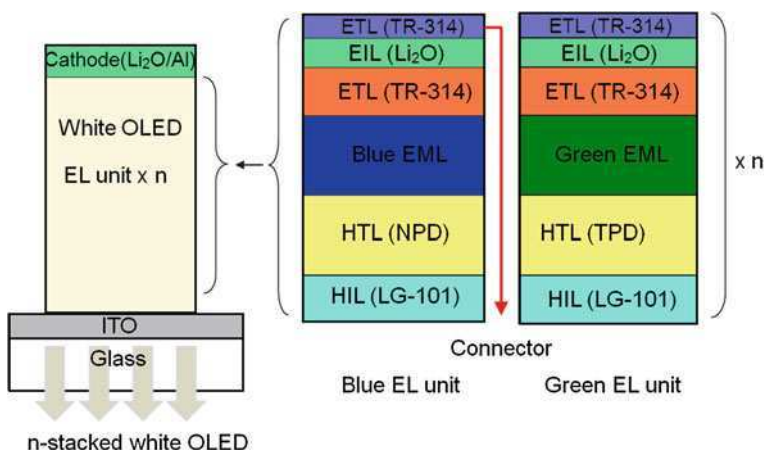 Cathode(Li₂O/Al)
White OLED
EL unit x n
ITO
Glass
n-stacked white OLED
ETL (TR-314)
EIL (Li₂O)
ETL (TR-314)
Blue EML
HTL (NPD)
HIL (LG-101)
ETL (TR-314)
EIL (Li₂O)
ETL (TR-314)
Green EML
HTL (TPD)
HIL (LG-101)
x n
Connector
Blue EL unit
Green EL unit